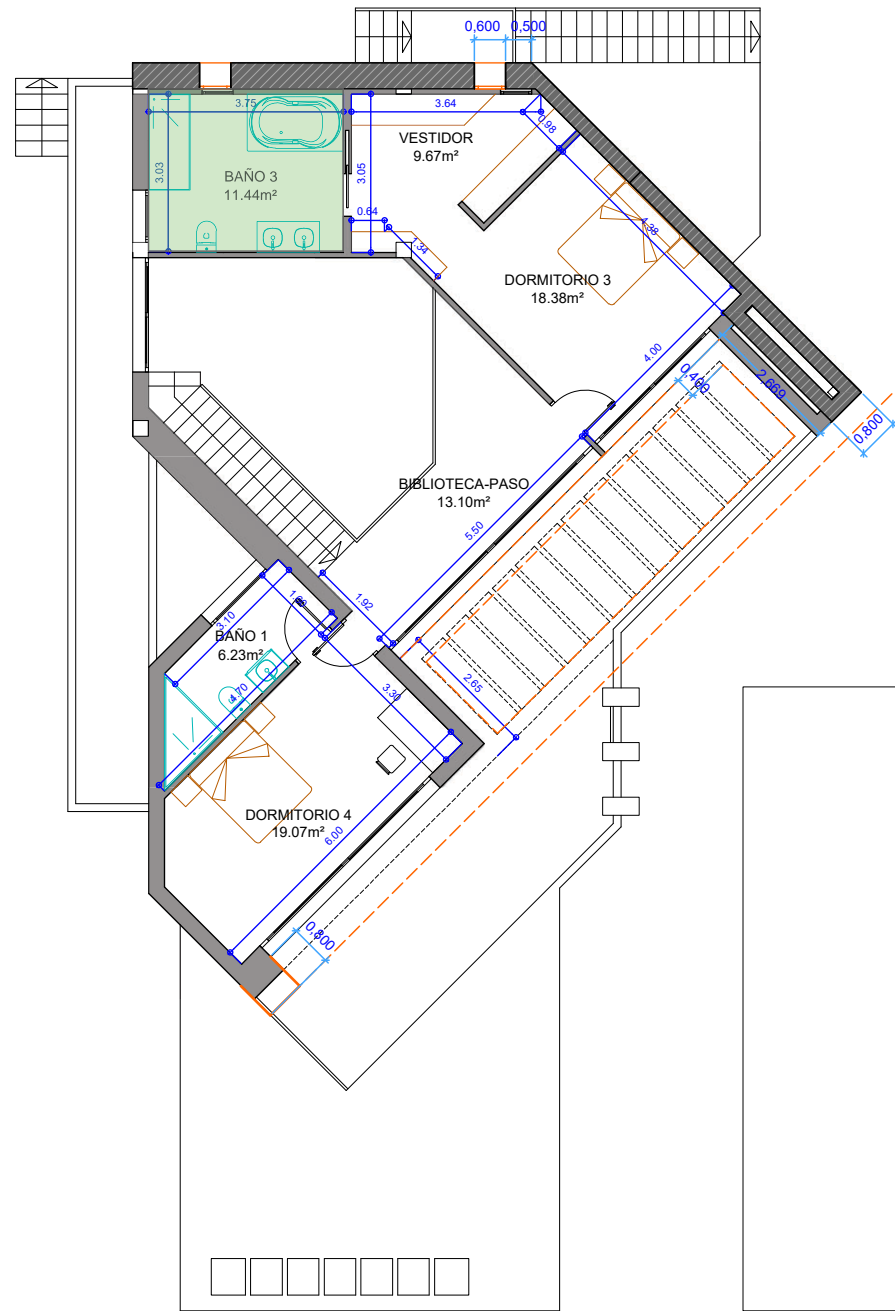 0,600
0,500
3.75
3.64
VESTIDOR
9.67m²
0.98
3.03
BAÑO 3
11.44m²
3.05
0.64
1.34
4.38
DORMITORIO 3
18.38m²
4.00
0,400
2,669
0,800
BIBLIOTECA-PASO
13.10m²
5.50
1.92
3.10
BAÑO 1
6.23m²
4.70
3.30
2.65
DORMITORIO 4
19.07m²
6.00